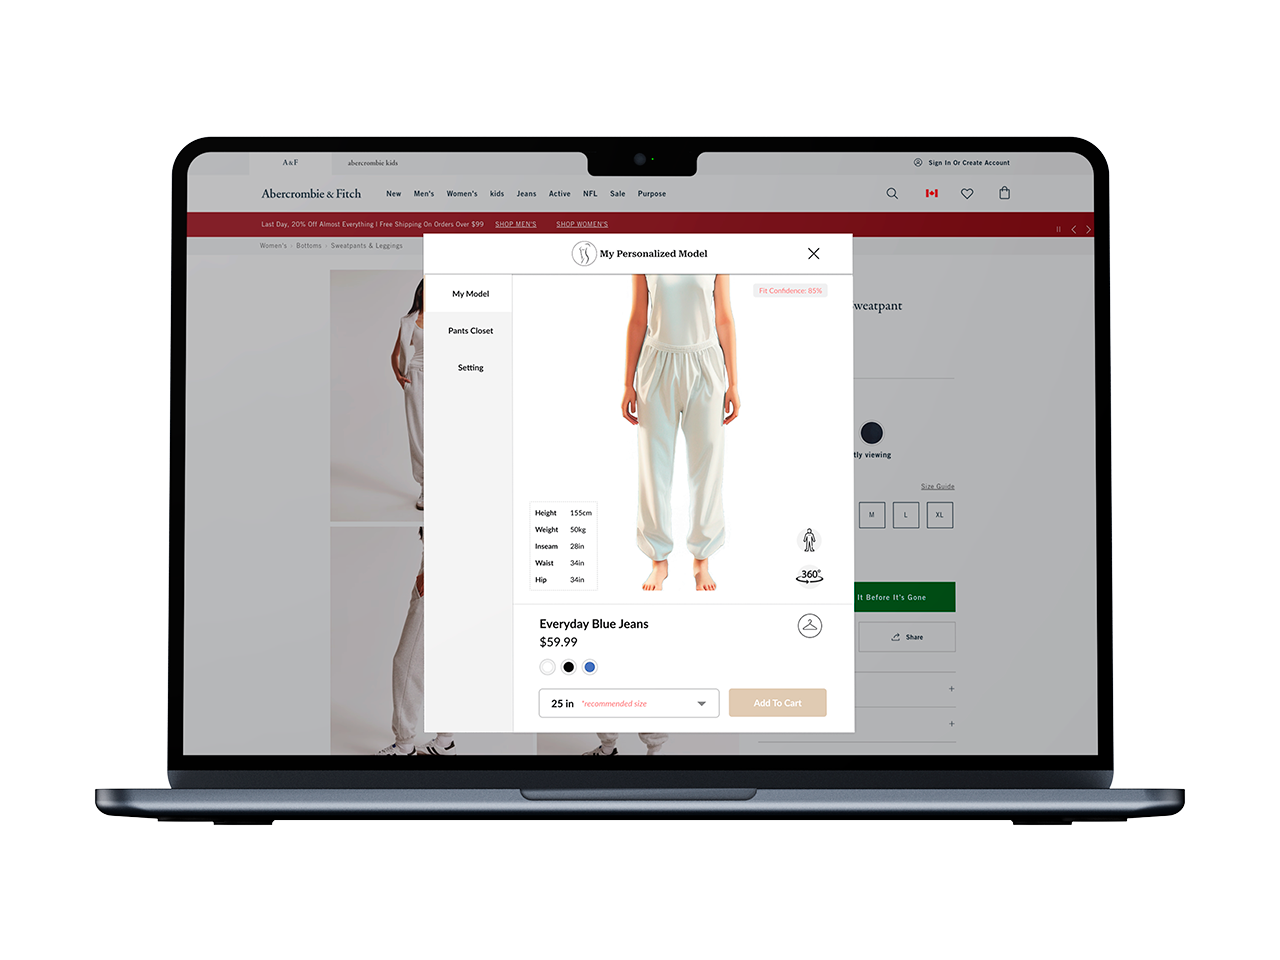 A&F
abercrombie kids
Sign In Or Create Account
Abercrombie & Fitch
New Men's Women's kids Jeans Active NFL Sale Purpose
Last Day, 20% Off Almost Everything | Free Shipping On Orders Over $99 SHOP MEN'S SHOP WOMEN'S
Women's › Bottoms › Sweatpants & Leggings
My Personalized Model
My Model
Pants Closet
Setting
Fit Confidence: 85%
Height 155cm
Weight 50kg
Inseam 28in
Waist 34in
Hip 34in
360°
Everyday Blue Jeans
$59.99
25 in *recommended size
Add To Cart
weatpant
tly viewing
Size Guide
M L XL
It Before It's Gone
Share